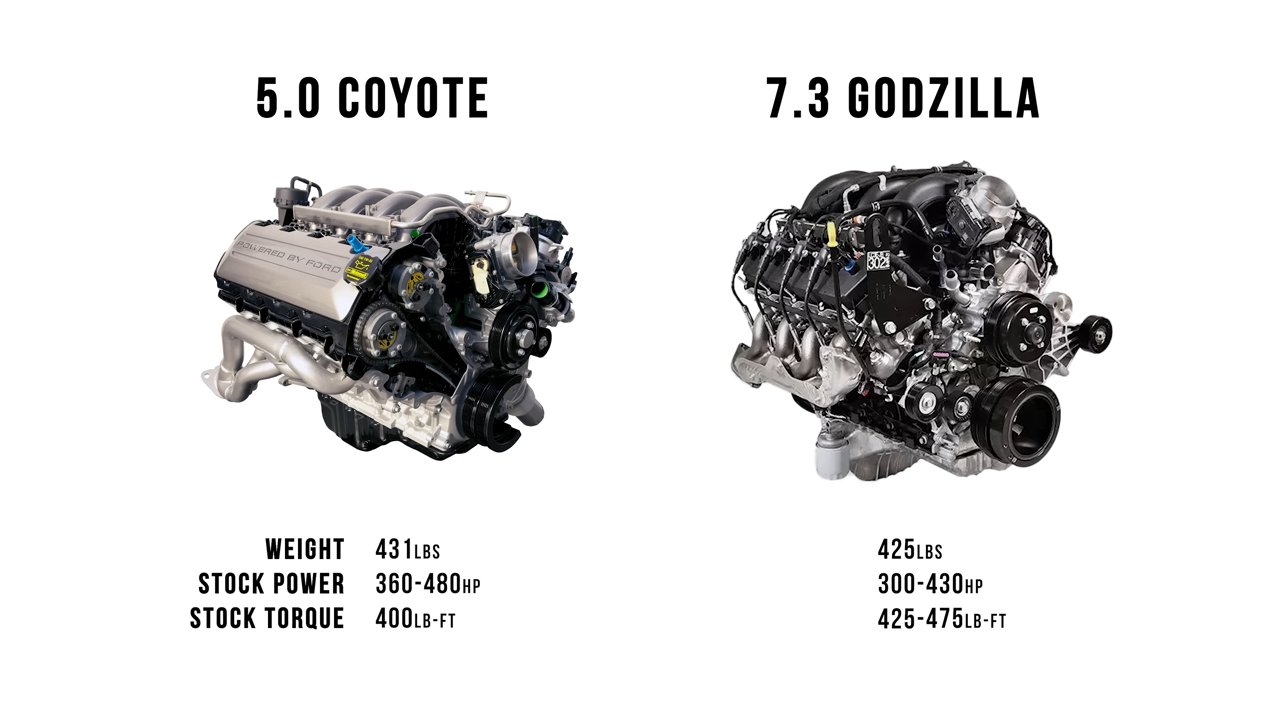 5.0 COYOTE
7.3 GODZILLA
POWERED BY FORD
302
WEIGHT 431LBS 425LBS
STOCK POWER 360-480HP 300-430HP
STOCK TORQUE 400LB-FT 425-475LB-FT